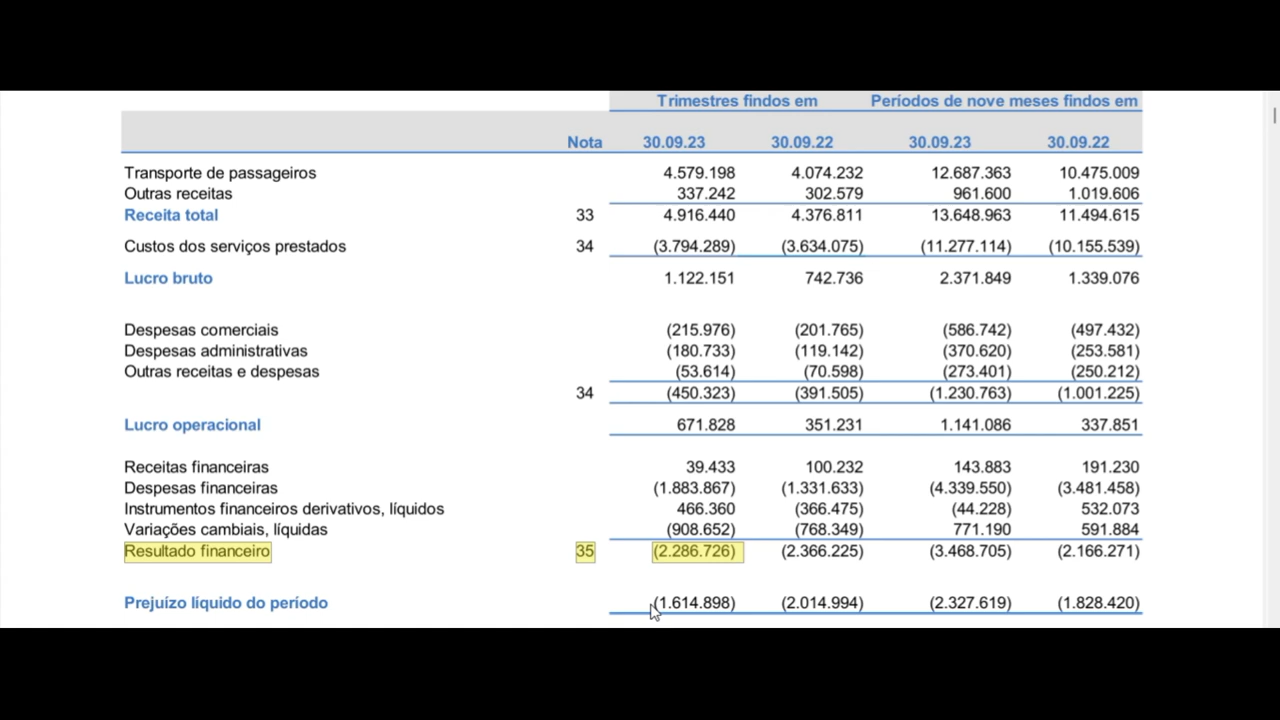 Trimestres findos em Períodos de nove meses findos em
Nota 30.09.23 30.09.22 30.09.23 30.09.22
Transporte de passageiros 4.579.198 4.074.232 12.687.363 10.475.009
Outras receitas 337.242 302.579 961.600 1.019.606
Receita total 33 4.916.440 4.376.811 13.648.963 11.494.615
Custos dos serviços prestados 34 (3.794.289) (3.634.075) (11.277.114) (10.155.539)
Lucro bruto 1.122.151 742.736 2.371.849 1.339.076
Despesas comerciais (215.976) (201.765) (586.742) (497.432)
Despesas administrativas (180.733) (119.142) (370.620) (253.581)
Outras receitas e despesas (53.614) (70.598) (273.401) (250.212)
34 (450.323) (391.505) (1.230.763) (1.001.225)
Lucro operacional 671.828 351.231 1.141.086 337.851
Receitas financeiras 39.433 100.232 143.883 191.230
Despesas financeiras (1.883.867) (1.331.633) (4.339.550) (3.481.458)
Instrumentos financeiros derivativos, líquidos 466.360 (366.475) (44.228) 532.073
Variações cambiais, líquidas (908.652) (768.349) 771.190 591.884
Resultado financeiro 35 (2.286.726) (2.366.225) (3.468.705) (2.166.271)
Prejuízo líquido do período (1.614.898) (2.014.994) (2.327.619) (1.828.420)